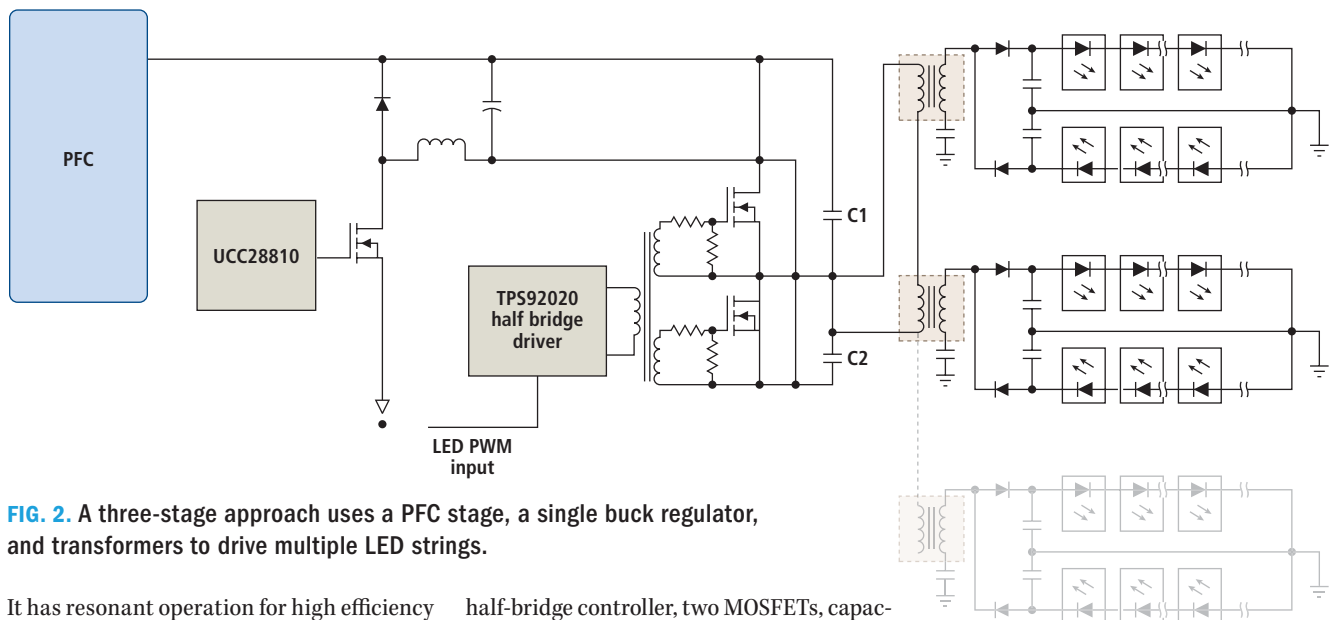 PFC
UCC28810
TPS92020
half bridge
driver
LED PWM
input
C1
C2
FIG. 2. A three-stage approach uses a PFC stage, a single buck regulator,
and transformers to drive multiple LED strings.
It has resonant operation for high efficiency
half-bridge controller, two MOSFETs, capac-